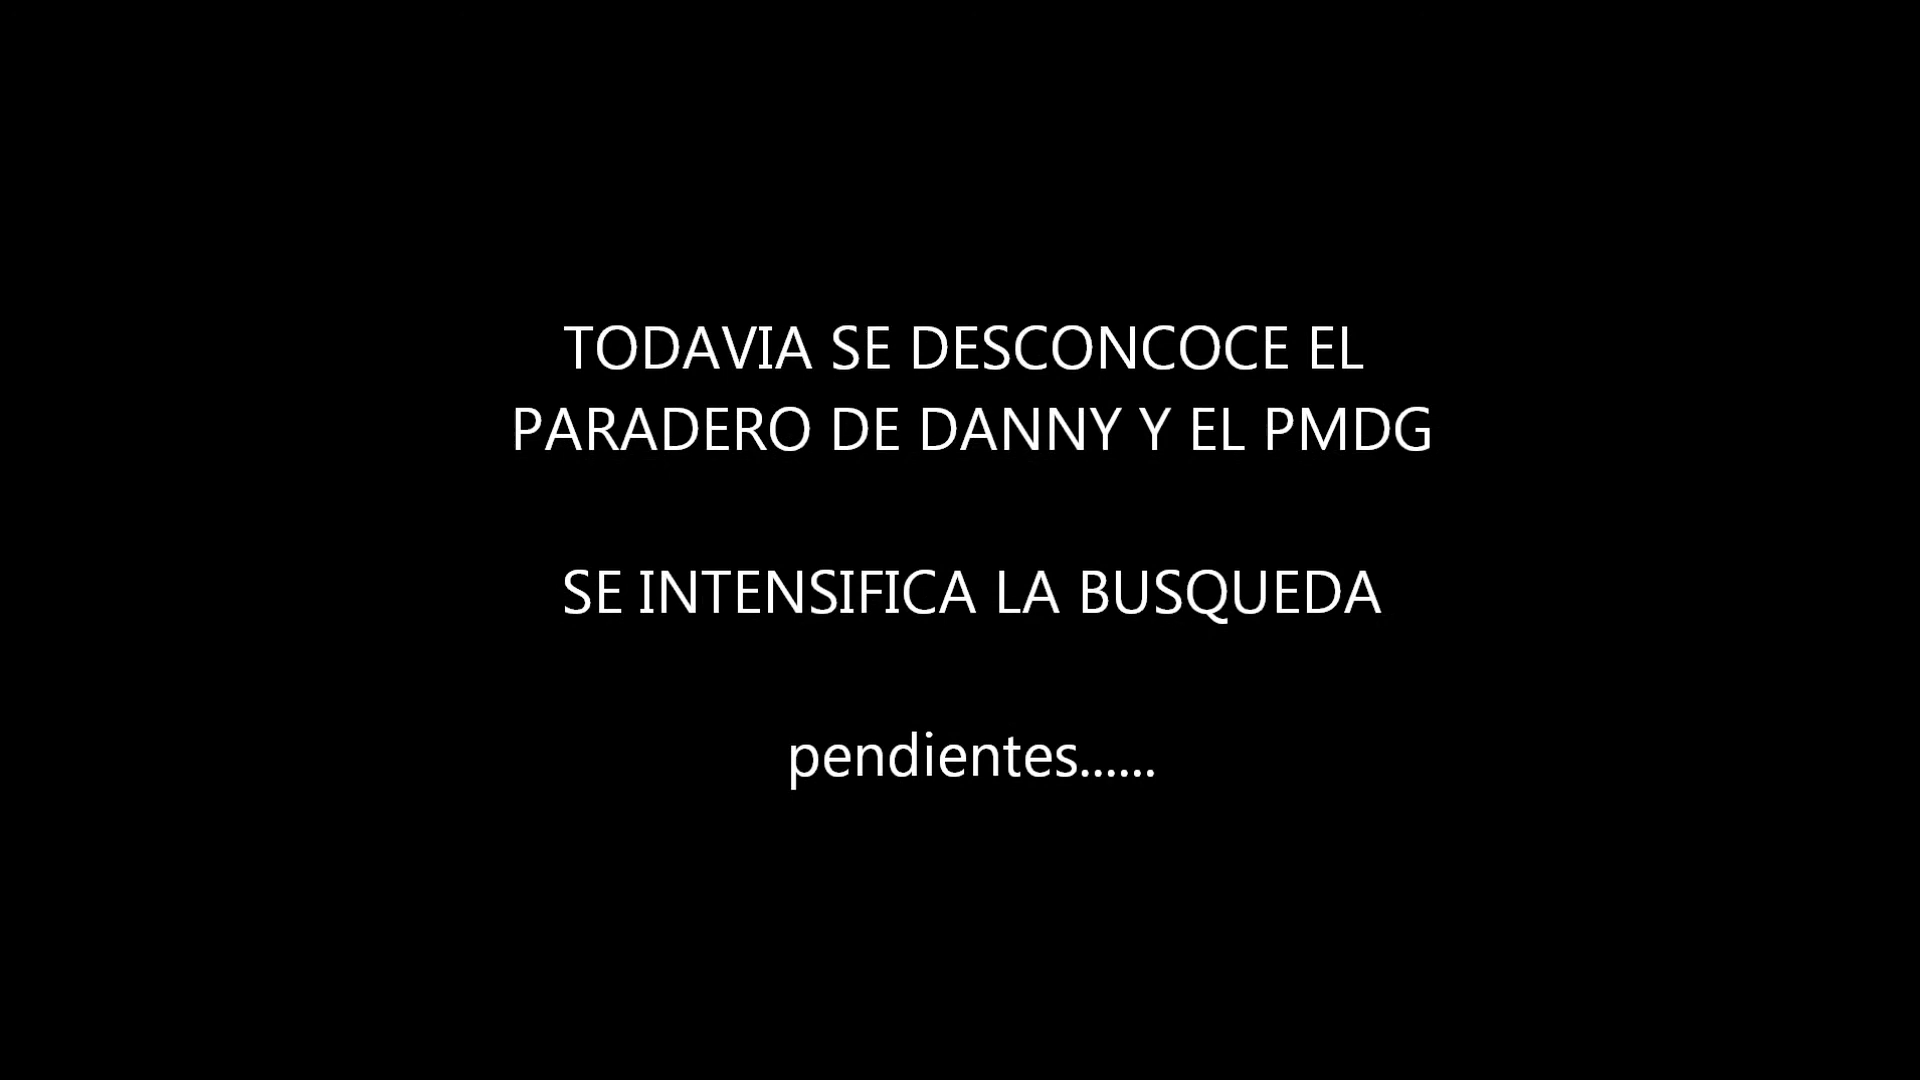 TODAVIA SE DESCONCOCE EL
PARADERO DE DANNY Y EL PMDG
SE INTENSIFICA LA BUSQUEDA
pendientes......